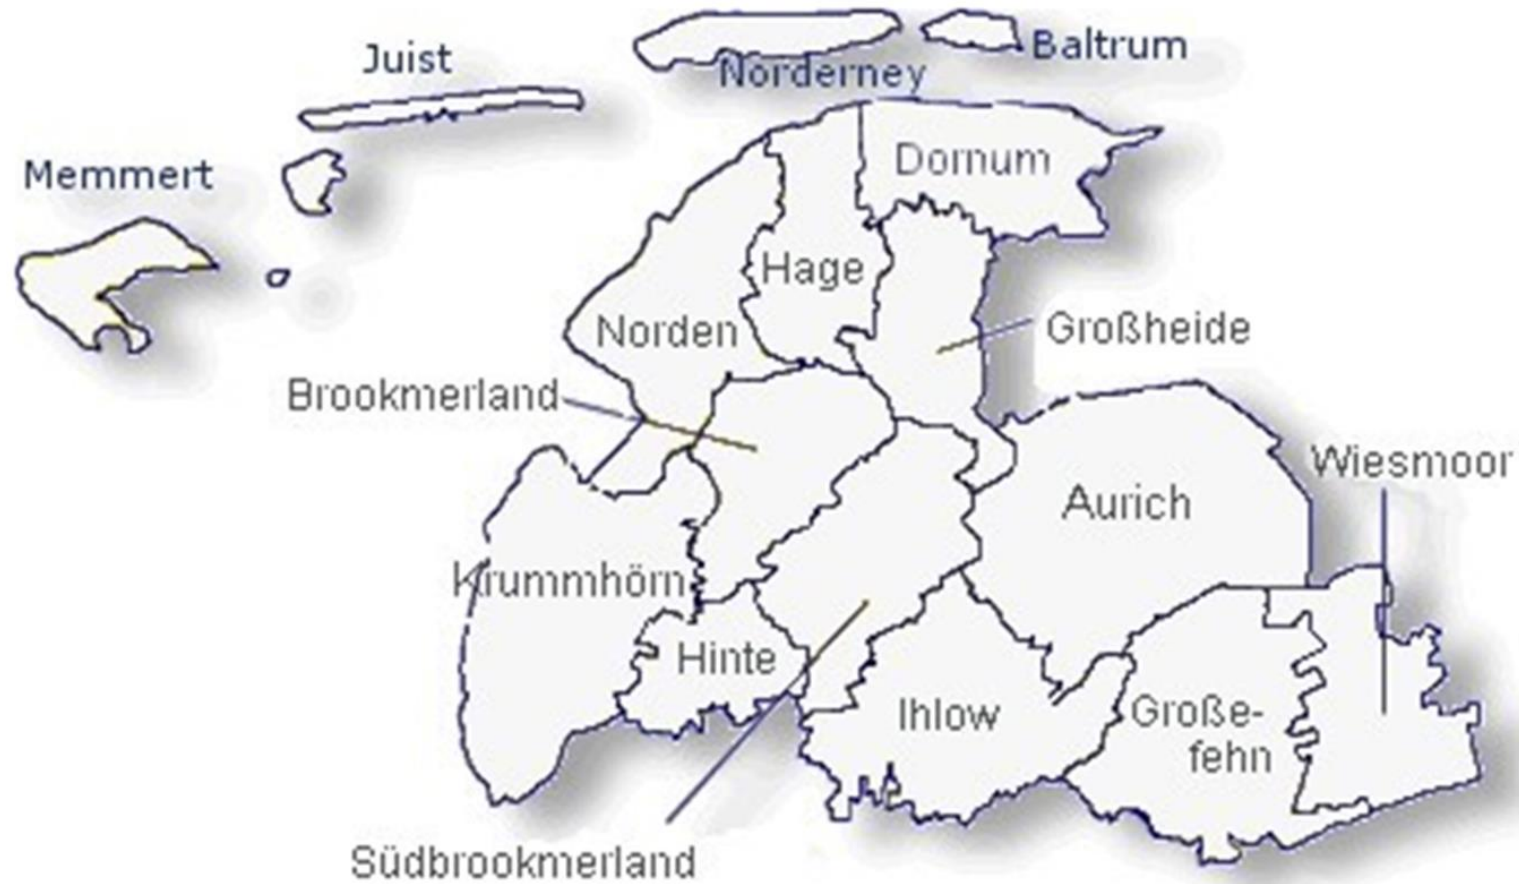 Juist
Norderney
Baltrum
Memmert
Dornum
Hage
Norden
Großheide
Brookmerland
Wiesmoor
Aurich
Krummhörn
Hinte
Ihlow
Große-
fehn
Südbrookmerland